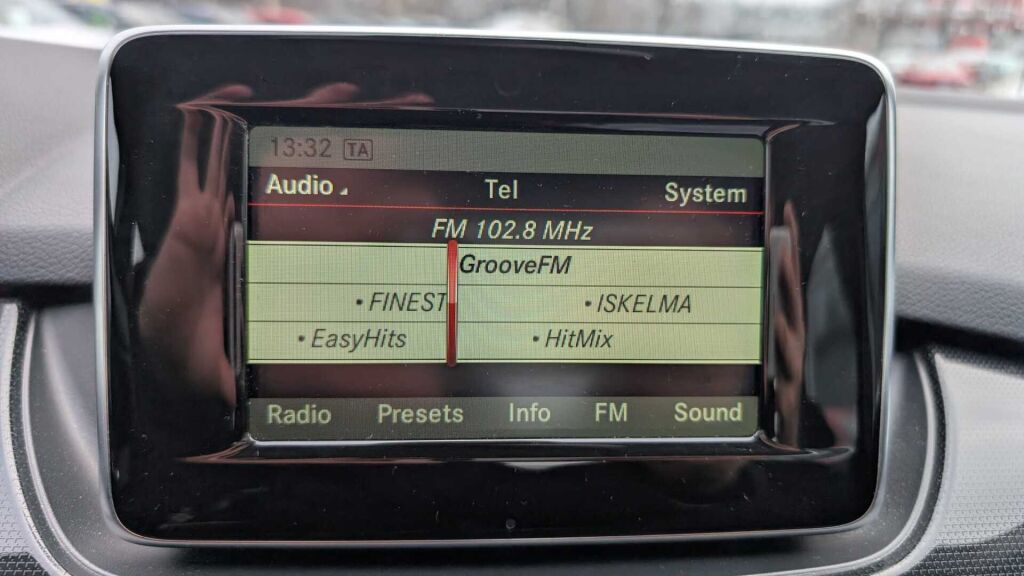 13:32 TA
Audio Tel System
FM 102.8 MHz
GrooveFM
• FINEST • ISKELMA
• EasyHits • HitMix
Radio Presets Info FM Sound